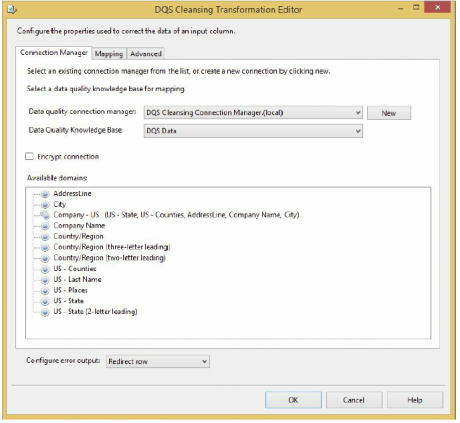 DQS Cleansing Transformation Editor
Configure the properties used to correct the data of an input column.
Connection Manager Mapping Advanced
Select an existing connection manager from the list, or create a new connection by clicking new.
Select a data quality knowledge base for mapping.
Data quality connection manager: DQS Cleansing Connection Manager.(local) New
Data Quality Knowledge Base: DQS Data
Encrypt connection
Available domains:
AddressLine
City
Company - US (US - State, US - Counties, AddressLine, Company Name, City)
Company Name
Country/Region
Country/Region (three-letter leading)
Country/Region (two-letter leading)
US - Counties
US - Last Name
US - Places
US - State
US - State (2-letter leading)
Configure error output: Redirect row
OK Cancel Help